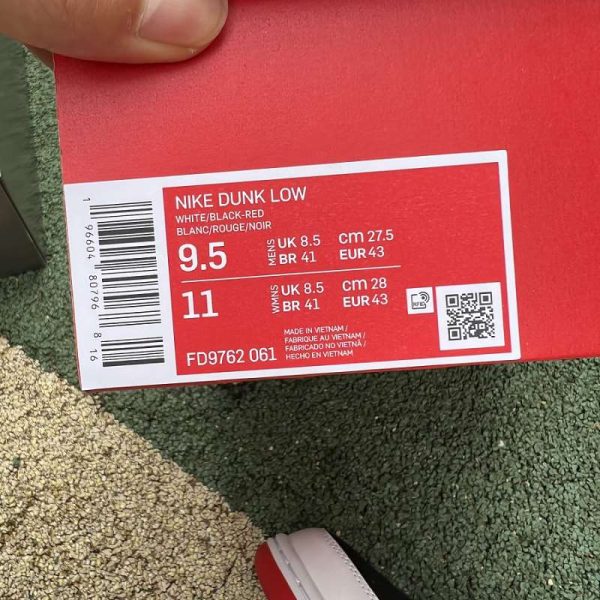 NIKE DUNK LOW
WHITE/BLACK-RED
BLANC/ROUGE/NOIR
9.5 MENS UK 8.5 cm 27.5
BR 41 EUR 43
11 WMNS UK 8.5 cm 28
BR 41 EUR 43
MADE IN VIETNAM /
FABRIQUE AU VIETNAM /
FABRICADO NO VIETNÃ /
HECHO EN VIETNAM
FD9762 061
RFID
1 96604 80796 8 16